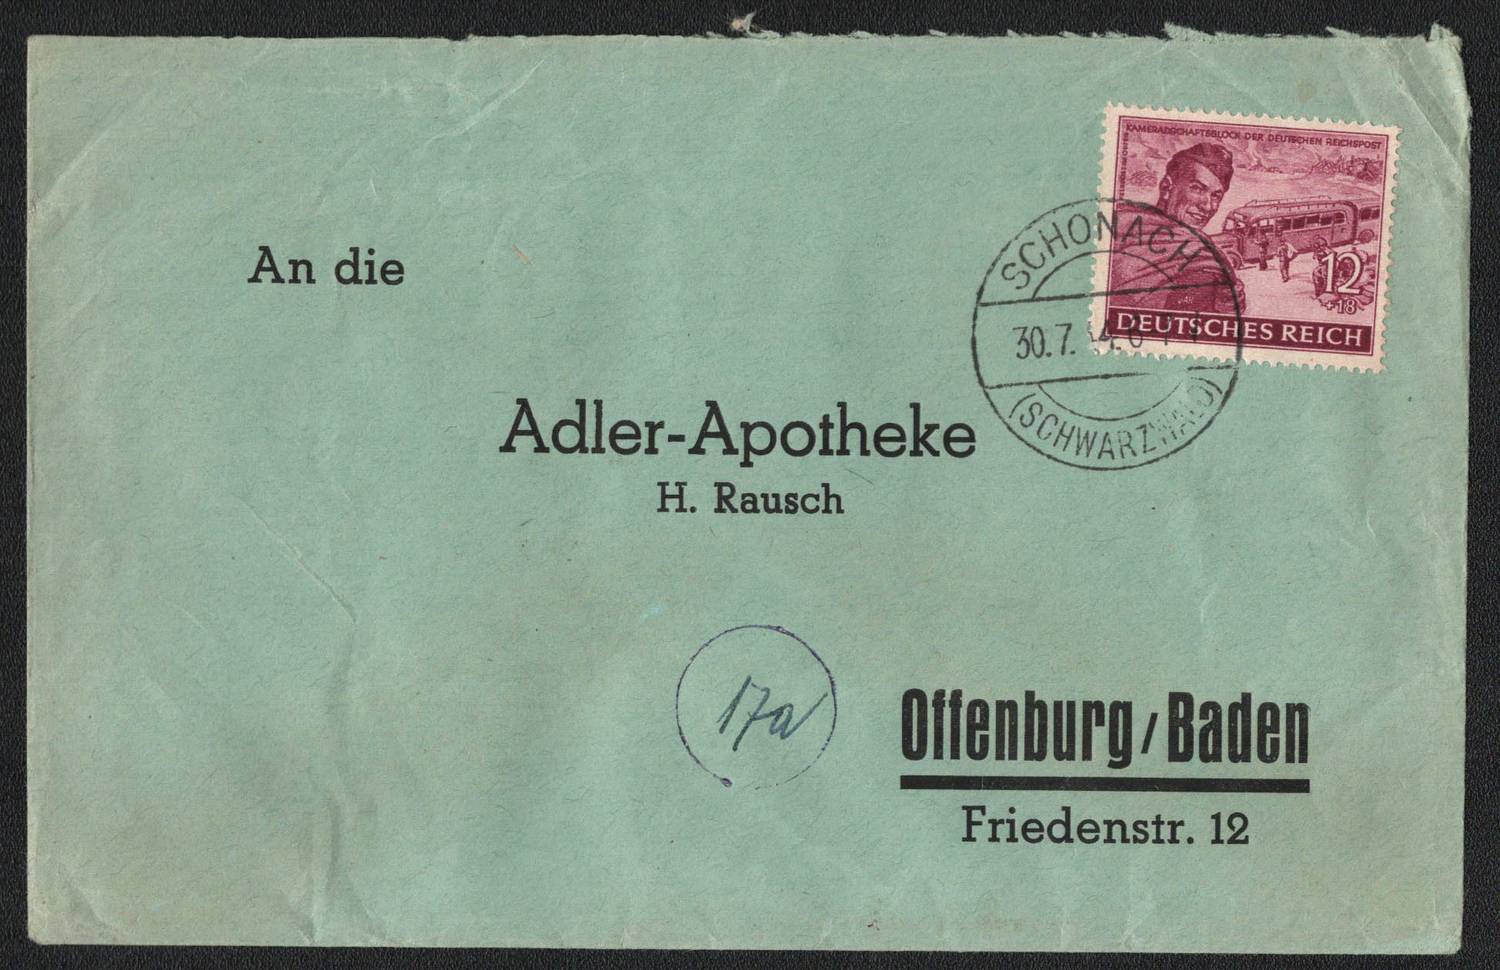 KAMERADSCHAFTSBLOCK DER DEUTSCHEN REICHSPOST
12
+18
DEUTSCHES REICH
SCHONACH
30.7.
(SCHWARZWALD)
An die
Adler-Apotheke
H. Rausch
17a
Offenburg / Baden
Friedenstr. 12